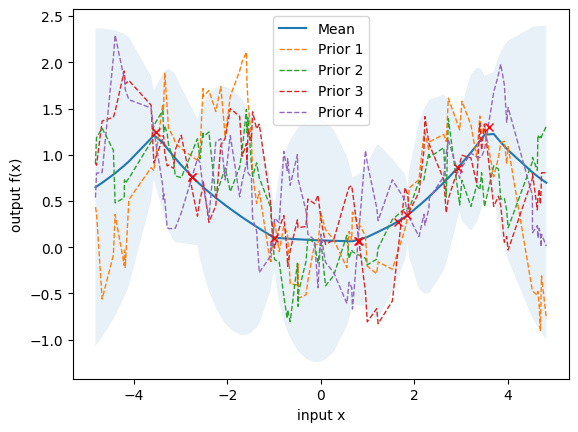 2.5
2.0
1.5
1.0
0.5
0.0
−0.5
−1.0
output f(x)
Mean
Prior 1
Prior 2
Prior 3
Prior 4
−4 −2 0 2 4
input x